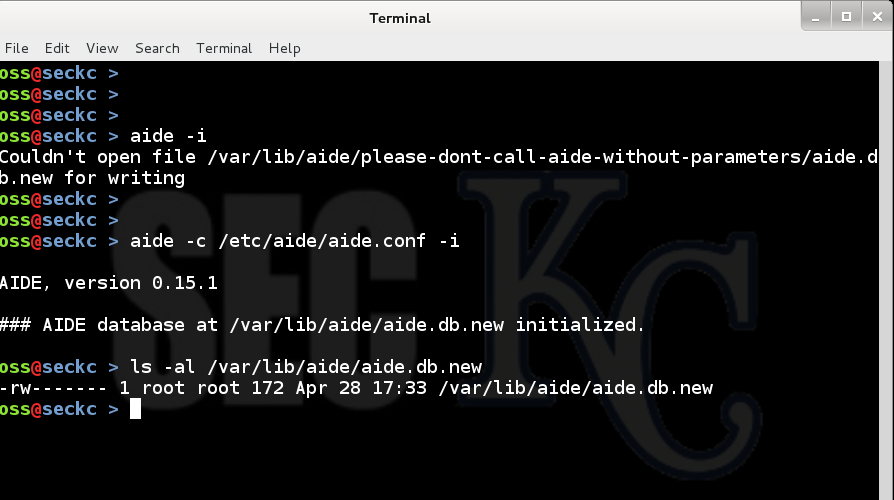 Terminal
File Edit View Search Terminal Help
oss@seckc >
oss@seckc >
oss@seckc >
oss@seckc > aide -i
Couldn't open file /var/lib/aide/please-dont-call-aide-without-parameters/aide.d
b.new for writing
oss@seckc >
oss@seckc >
oss@seckc > aide -c /etc/aide/aide.conf -i
AIDE, version 0.15.1
### AIDE database at /var/lib/aide/aide.db.new initialized.
oss@seckc > ls -al /var/lib/aide/aide.db.new
-rw------- 1 root root 172 Apr 28 17:33 /var/lib/aide/aide.db.new
oss@seckc >
SEC KC